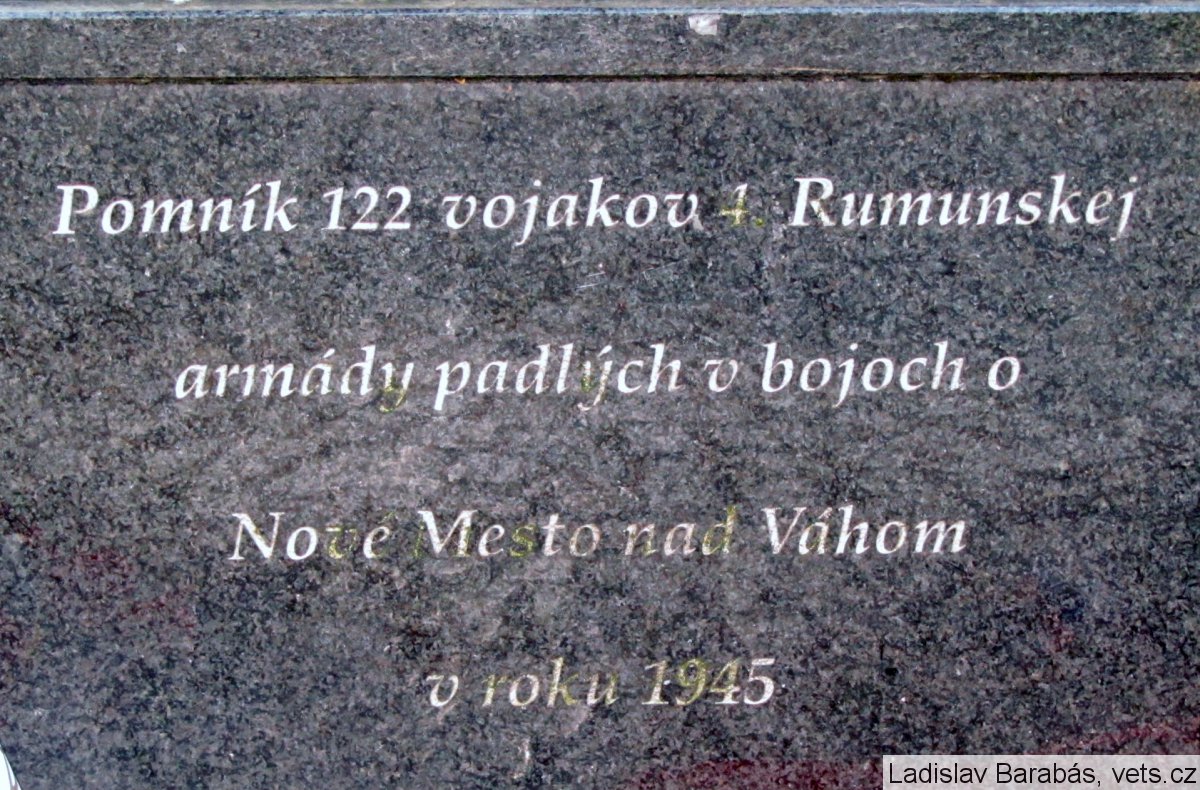 Pomník 122 vojakov 4. Rumunskej
armády padlých v bojoch o
Nové Mesto nad Váhom
v roku 1945
Ladislav Barabás, vets.cz